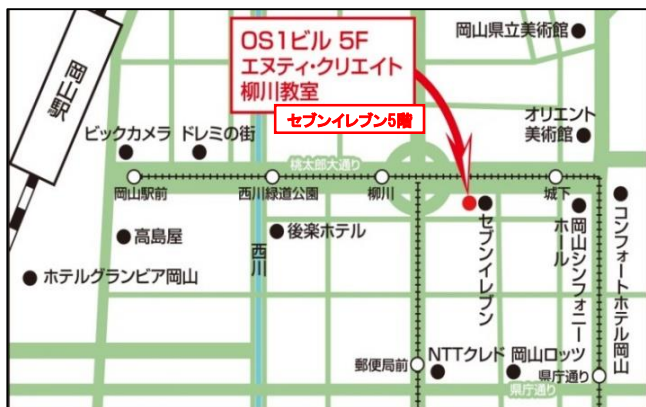 OS1ビル 5F
エヌティ・クリエイト
柳川教室
セブンイレブン5階
岡山県立美術館
岡山駅
ビックカメラ
ドレミの街
オリエント
美術館
桃太郎大通り
岡山駅前
西川緑道公園
柳川
城下
高島屋
後楽ホテル
西川
セブンイレブン
岡山シンフォニー
ホール
コンフォートホテル岡山
ホテルグランビア岡山
郵便局前
NTTクレド
岡山ロッツ
県庁通り
県庁通り